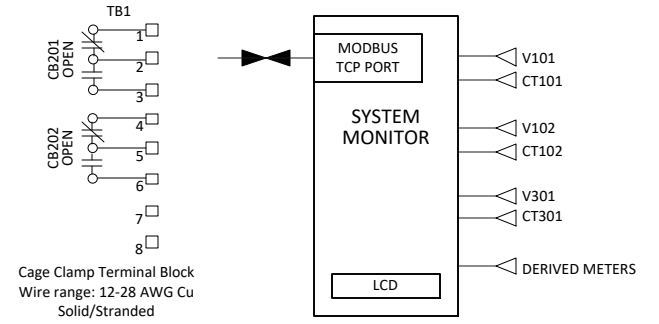 TB1
CB201
OPEN
1
2
3
CB202
OPEN
4
5
6
7
8
Cage Clamp Terminal Block
Wire range: 12-28 AWG Cu
Solid/Stranded
MODBUS
TCP PORT
SYSTEM
MONITOR
LCD
V101
CT101
V102
CT102
V301
CT301
DERIVED METERS